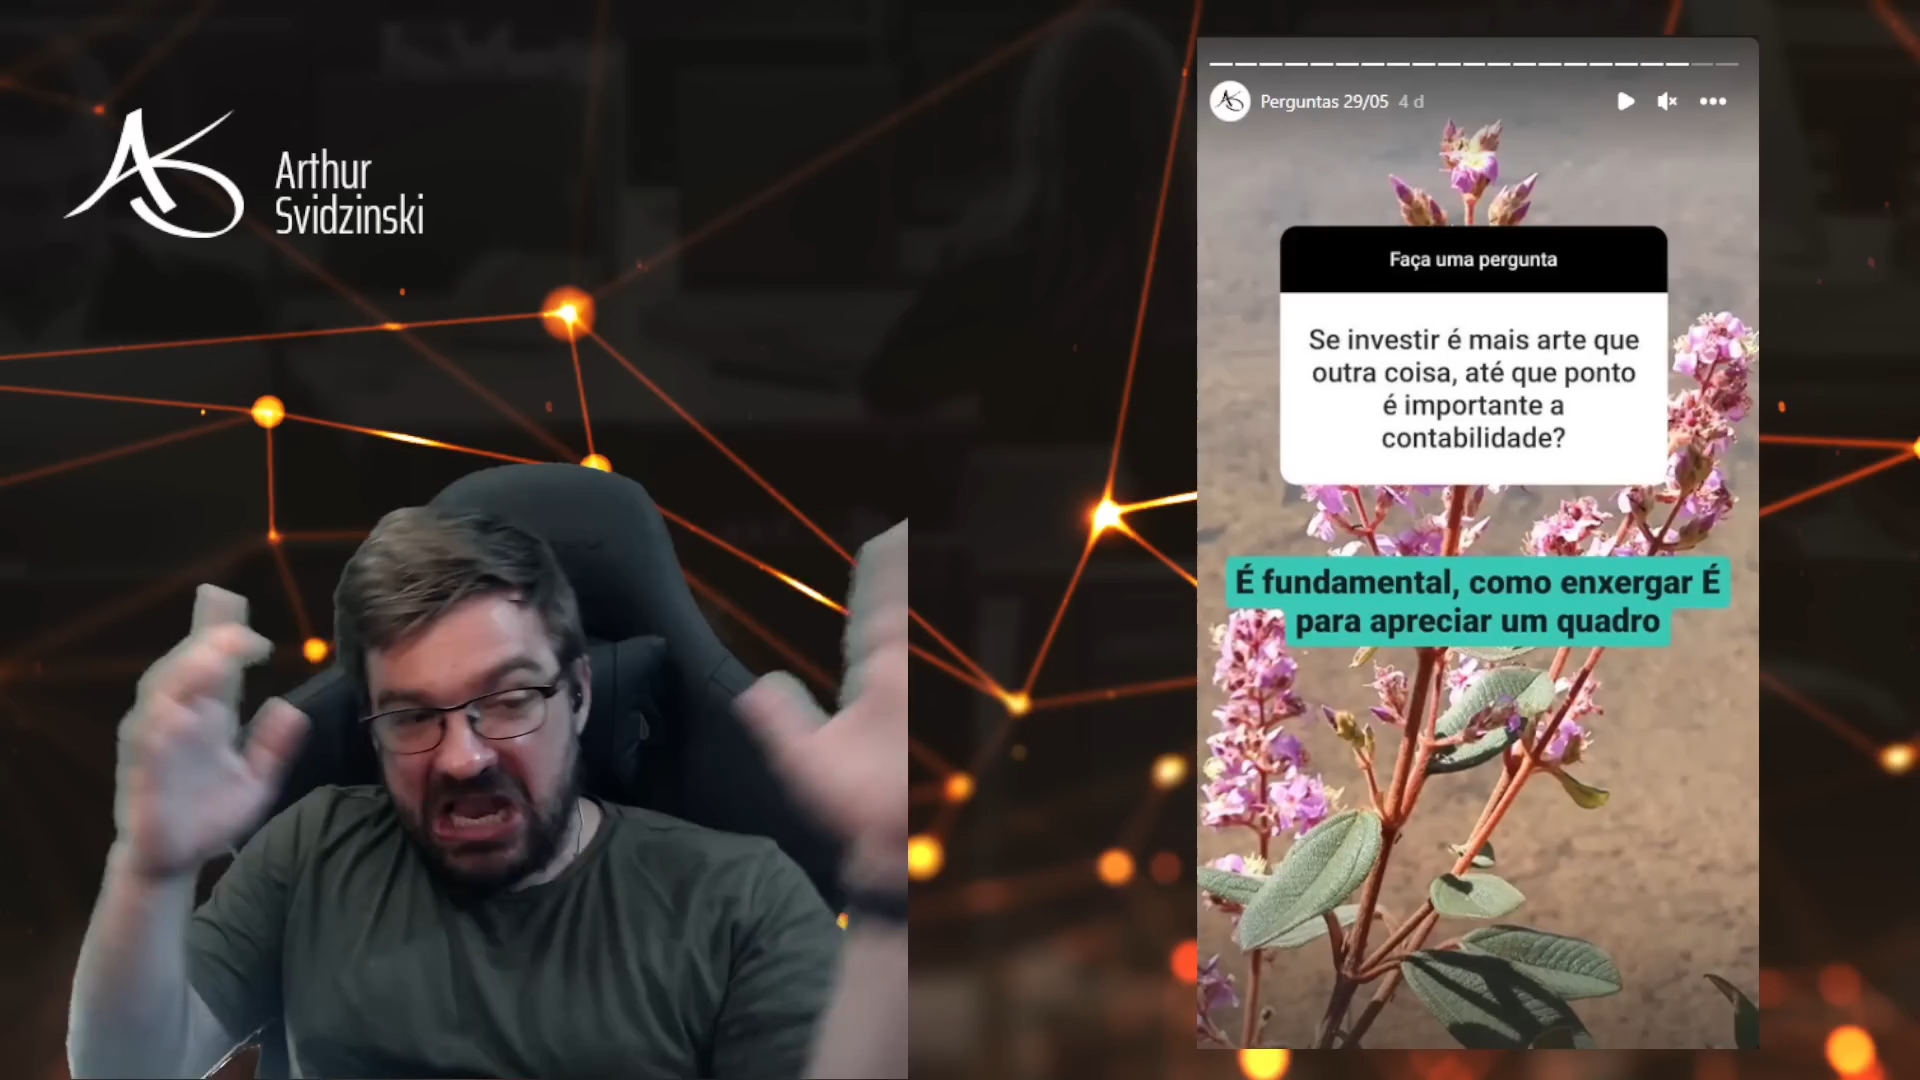 Arthur
Svidzinski
Perguntas 29/05 4 d
Faça uma pergunta
Se investir é mais arte que
outra coisa, até que ponto
é importante a
contabilidade?
É fundamental, como enxergar É
para apreciar um quadro